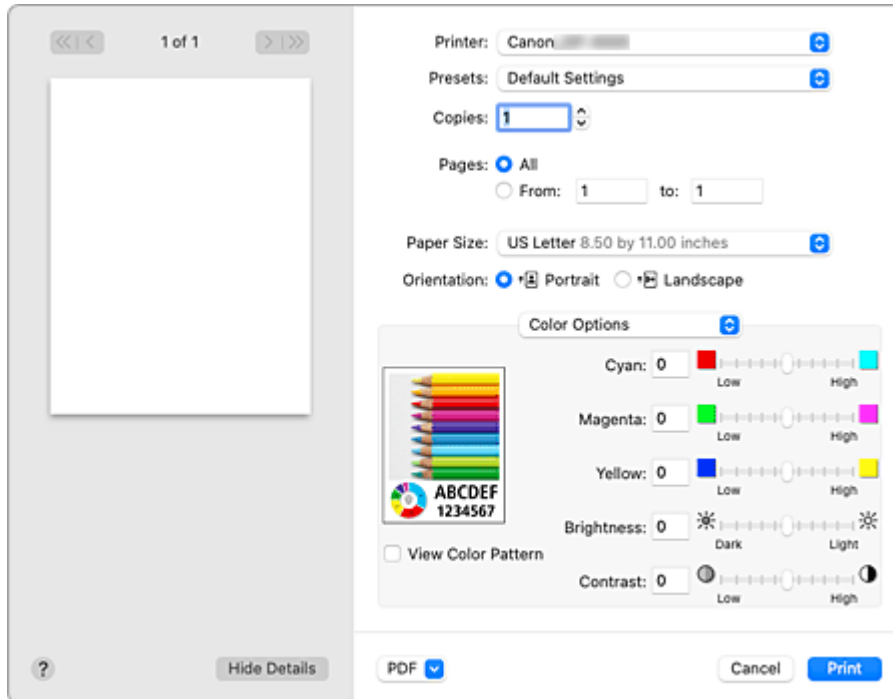 1 of 1
Printer: Canon
Presets: Default Settings
Copies: 1
Pages: All
From: 1 to: 1
Paper Size: US Letter 8.50 by 11.00 inches
Orientation: Portrait Landscape
Color Options
Cyan: 0
Low High
Magenta: 0
Low High
Yellow: 0
Low High
Brightness: 0
Dark Light
Contrast: 0
Low High
ABCDEF
1234567
View Color Pattern
? Hide Details PDF Cancel Print